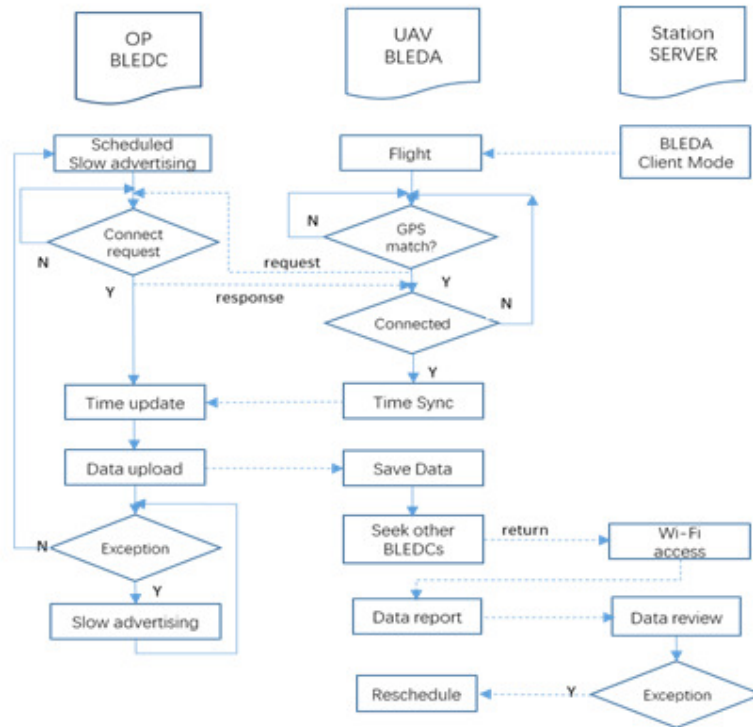 OP
BLEDC
UAV
BLEDA
Station
SERVER
Scheduled
Slow advertising
Flight
BLEDA
Client Mode
N
Connect
request
N
GPS
match?
request
Y
response
Y
N
Connected
Y
Time update
Time Sync
Data upload
Save Data
N
Exception
Seek other
BLEDCs
return
Wi-Fi
access
Y
Slow advertising
Data report
Data review
Reschedule
Y
Exception